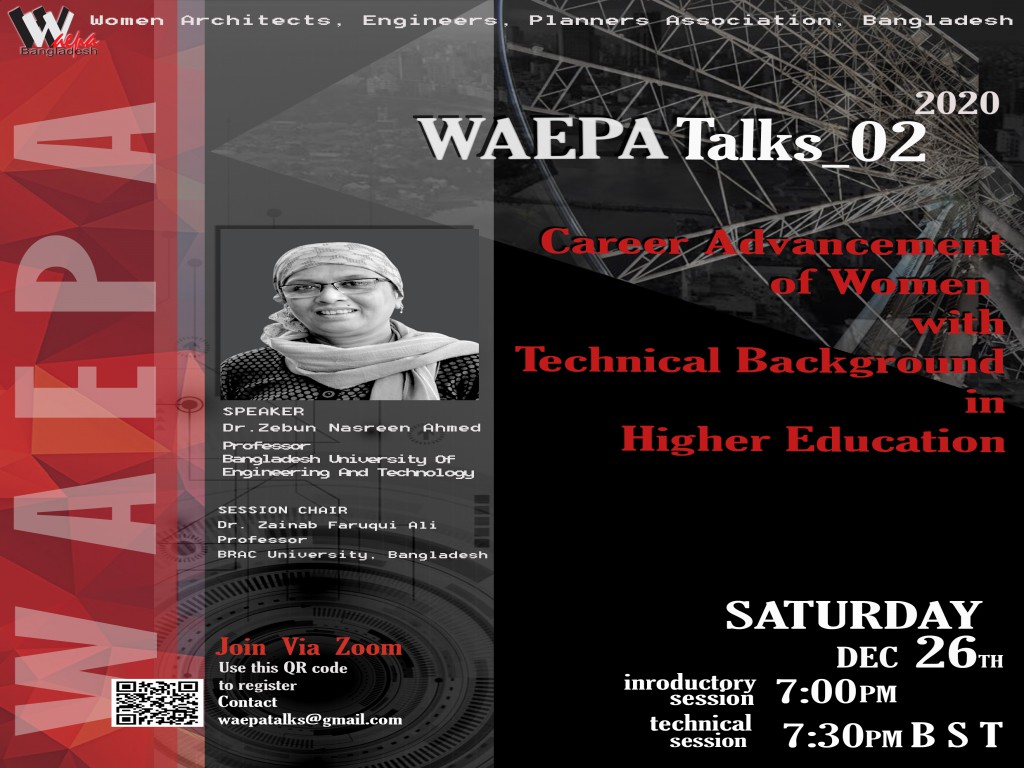 Waepa
Bangladesh
Women Architects, Engineers, Planners Association, Bangladesh
WAEPA
2020
WAEPA Talks_02
Career Advancement
of Women
with
Technical Background
in
Higher Education
SPEAKER
Dr.Zebun Nasreen Ahmed
Professor
Bangladesh University Of
Engineering And Technology
SESSION CHAIR
Dr. Zainab Faruqui Ali
Professor
BRAC University, Bangladesh
Join Via Zoom
Use this QR code
to register
Contact
waepatalks@gmail.com
SATURDAY
DEC 26TH
inroductory
session 7:00PM
technical
session 7:30PM BST